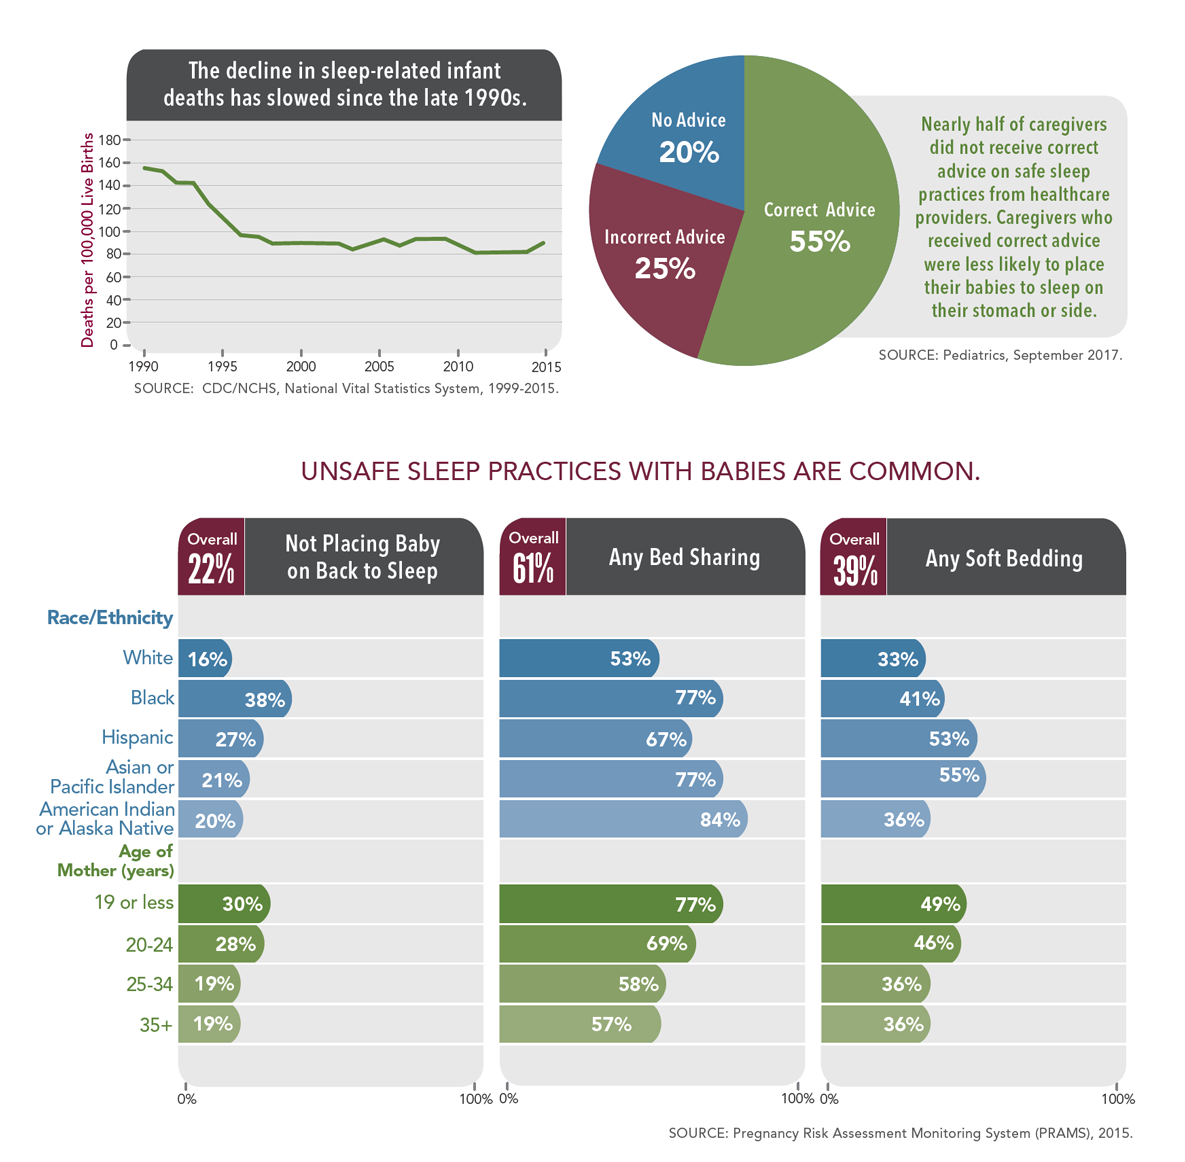 The decline in sleep-related infant
deaths has slowed since the late 1990s.
Deaths per 100,000 Live Births
180
160
140
120
100
80
60
40
20
0
1990
1995
2000
2005
2010
2015
SOURCE: CDC/NCHS, National Vital Statistics System, 1999-2015.
No Advice
20%
Incorrect Advice
25%
Correct Advice
55%
Nearly half of caregivers
did not receive correct
advice on safe sleep
practices from healthcare
providers. Caregivers who
received correct advice
were less likely to place
their babies to sleep on
their stomach or side.
SOURCE: Pediatrics, September 2017.
UNSAFE SLEEP PRACTICES WITH BABIES ARE COMMON.
Overall
22%
Not Placing Baby
on Back to Sleep
Overall
61%
Any Bed Sharing
Overall
39%
Any Soft Bedding
Race/Ethnicity
White 16% 53% 33%
Black 38% 77% 41%
Hispanic 27% 67% 53%
Asian or
Pacific Islander
21% 77% 55%
American Indian
or Alaska Native
20% 84% 36%
Age of
Mother (years)
19 or less 30% 77% 49%
20-24 28% 69% 46%
25-34 19% 58% 36%
35+ 19% 57% 36%
0% 100% 0% 100% 0% 100%
SOURCE: Pregnancy Risk Assessment Monitoring System (PRAMS), 2015.